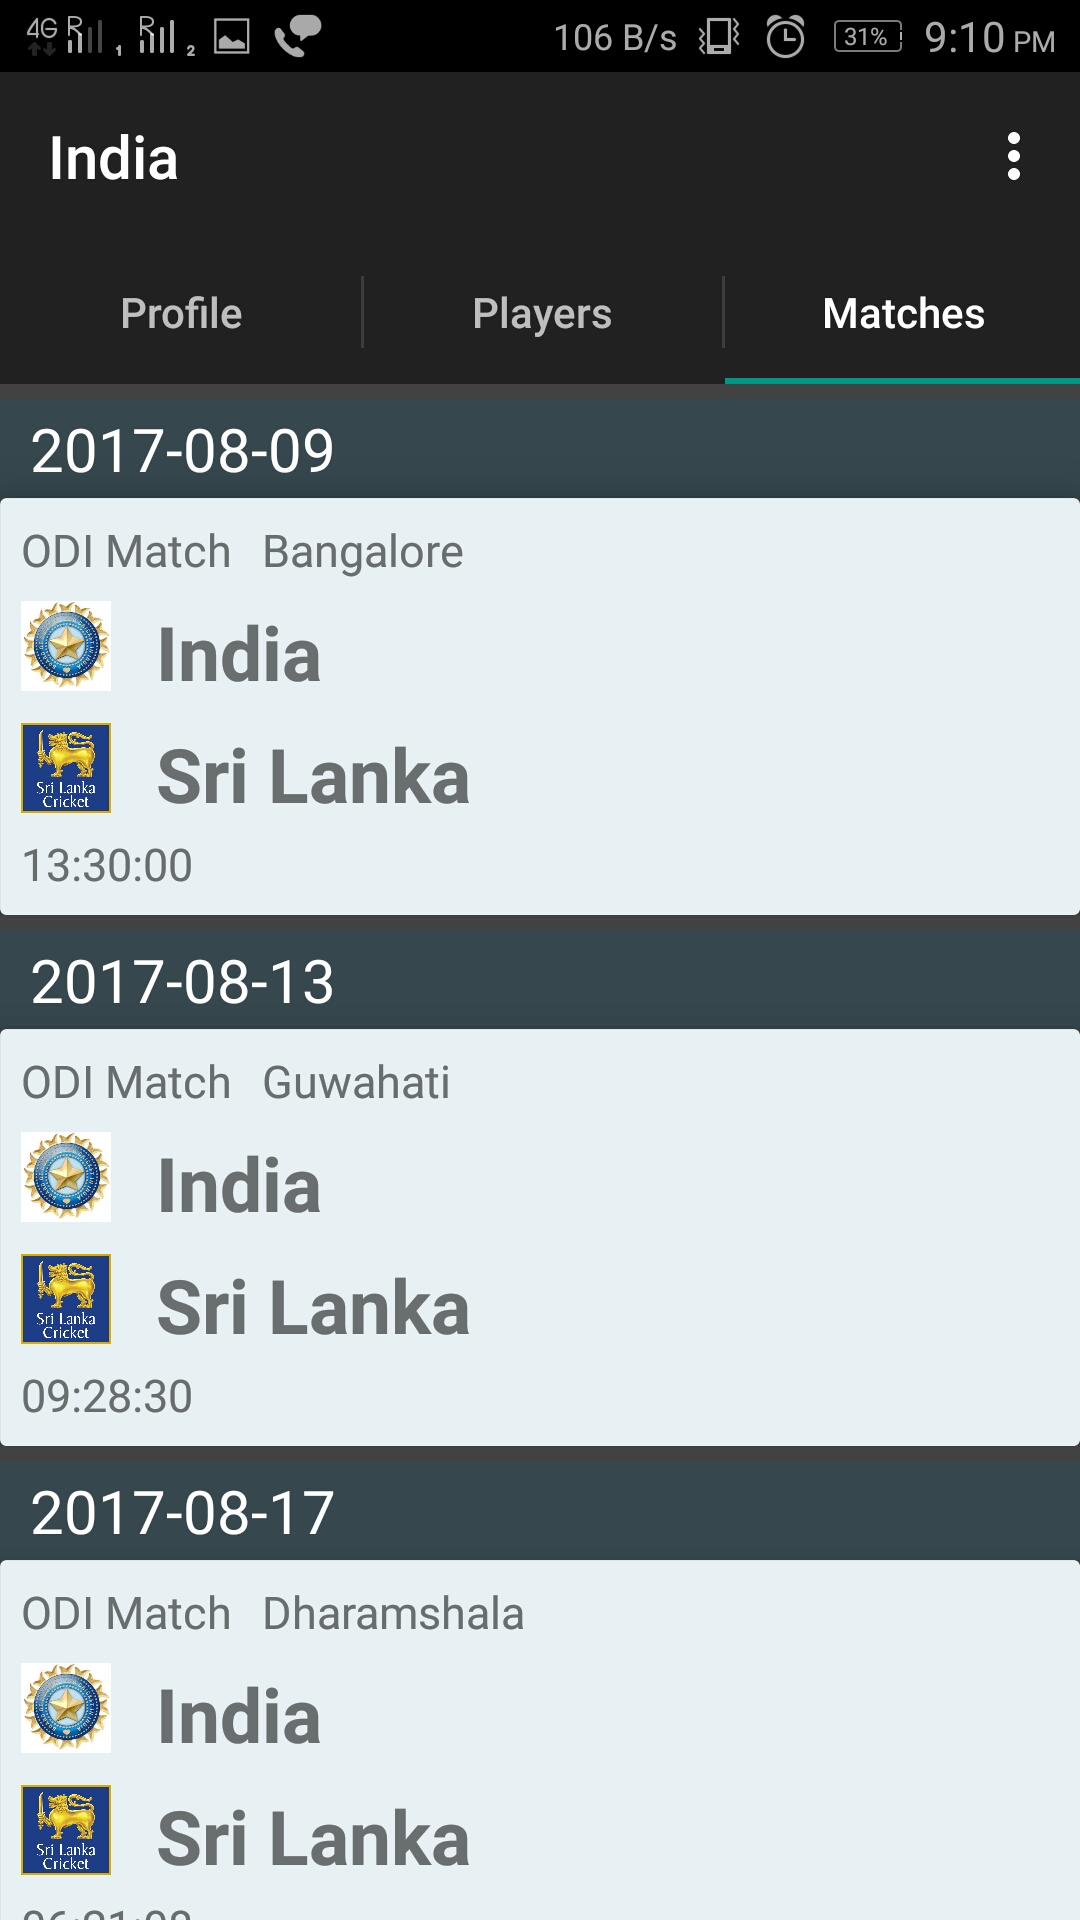 4G R 1 R 2 106 B/s 31% 9:10 PM
India
Profile Players Matches
2017-08-09
ODI Match Bangalore
India
Sri Lanka
Cricket
Sri Lanka
13:30:00
2017-08-13
ODI Match Guwahati
India
Sri Lanka
Cricket
Sri Lanka
09:28:30
2017-08-17
ODI Match Dharamshala
India
Sri Lanka
Cricket
Sri Lanka